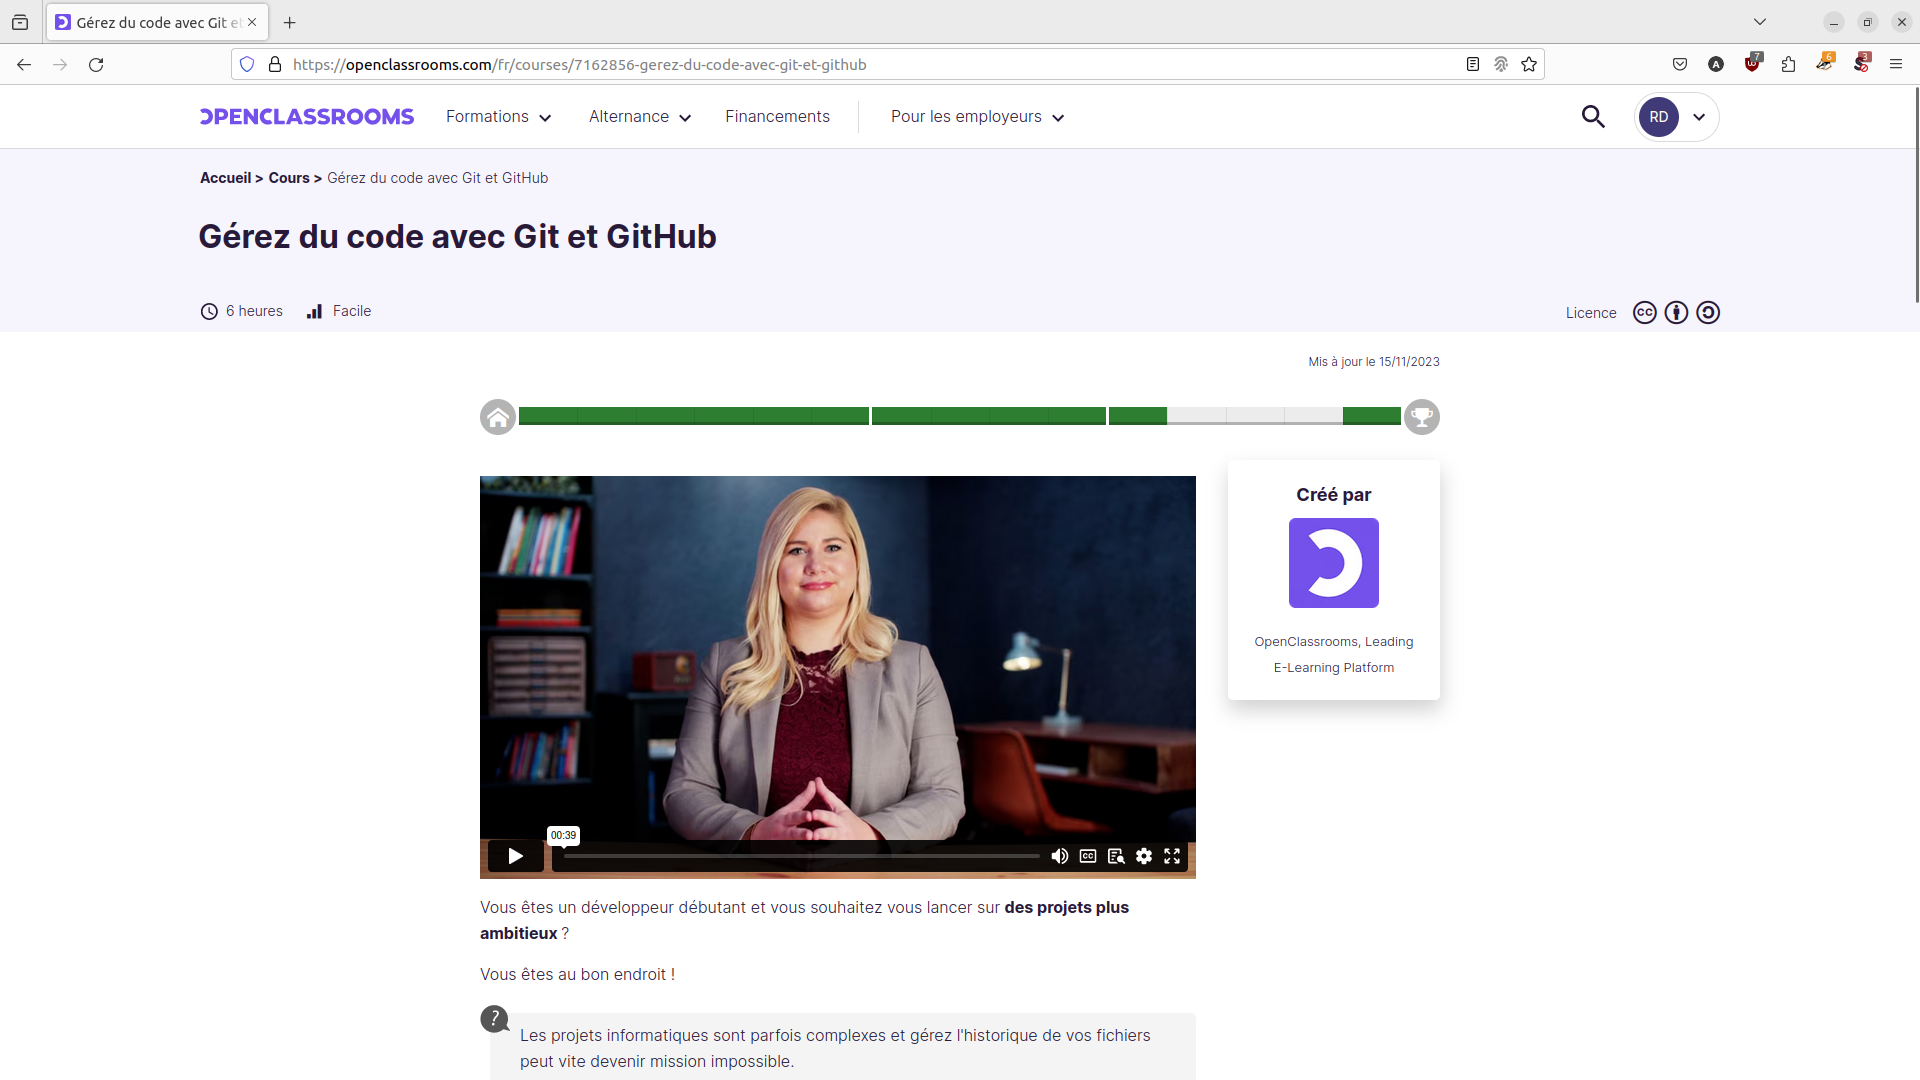 Gérez du code avec Git et
https://openclassrooms.com/fr/courses/7162856-gerez-du-code-avec-git-et-github
A
7
6
3
OPENCLASSROOMS
Formations
Alternance
Financements
Pour les employeurs
RD
Accueil > Cours > Gérez du code avec Git et GitHub
Gérez du code avec Git et GitHub
6 heures
Facile
Licence
Mis à jour le 15/11/2023
Créé par
OpenClassrooms, Leading
E-Learning Platform
00:39
Vous êtes un développeur débutant et vous souhaitez vous lancer sur des projets plus
ambitieux ?
Vous êtes au bon endroit !
?
Les projets informatiques sont parfois complexes et gérez l'historique de vos fichiers
peut vite devenir mission impossible.